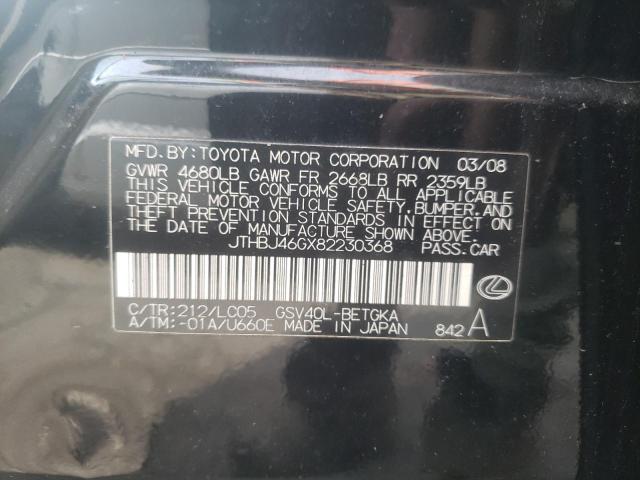 MFD. BY: TOYOTA MOTOR CORPORATION 03/08
GVWR 4680LB GAWR FR 2668LB RR 2359LB
THIS VEHICLE CONFORMS TO ALL APPLICABLE
FEDERAL MOTOR VEHICLE SAFETY, BUMPER, AND
THEFT PREVENTION STANDARDS IN EFFECT ON
THE DATE OF MANUFACTURE SHOWN ABOVE.
JTHBJ46GX82230368 PASS. CAR
C/TR: 212/LC05 GSV40L-BETGKA
A/TM: -01A/U660E MADE IN JAPAN 842 A